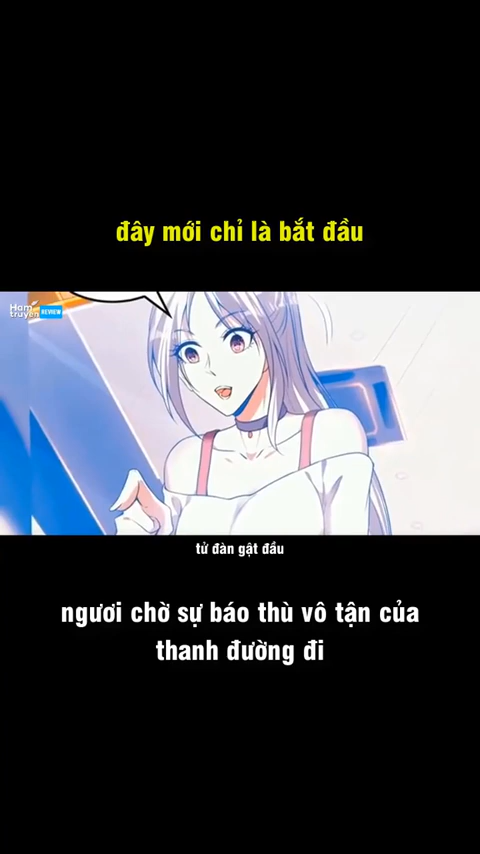 đây mới chỉ là bắt đầu
Ham
truyện REVIEW
tử đàn gật đầu
ngươi chờ sự báo thù vô tận của
thanh đường đi